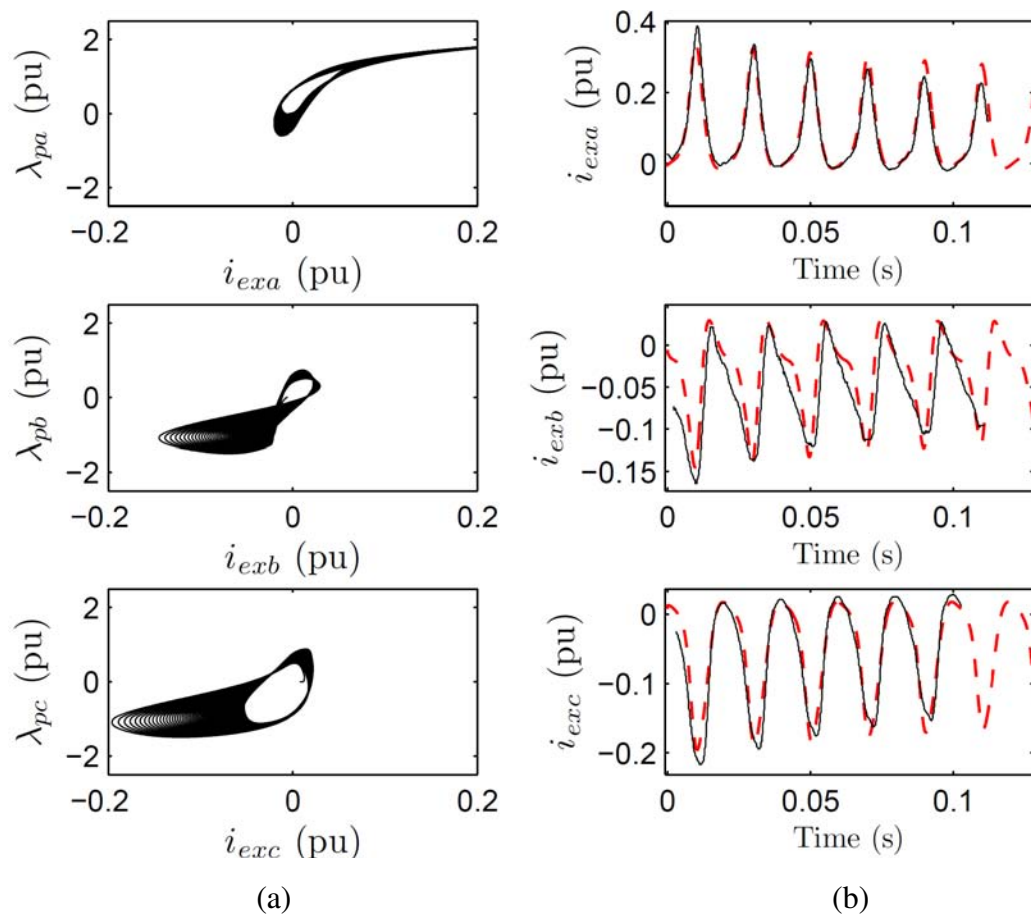 2
0
−2
λpa (pu)
−0.2 0 0.2
iexa (pu)
2
0
−2
λpb (pu)
−0.2 0 0.2
iexb (pu)
2
0
−2
λpc (pu)
−0.2 0 0.2
iexc (pu)
(a)
0.4
0.2
0
iexa (pu)
0 0.05 0.1
Time (s)
0
−0.05
−0.1
−0.15
iexb (pu)
0 0.05 0.1
Time (s)
0
−0.1
−0.2
iexc (pu)
0 0.05 0.1
Time (s)
(b)